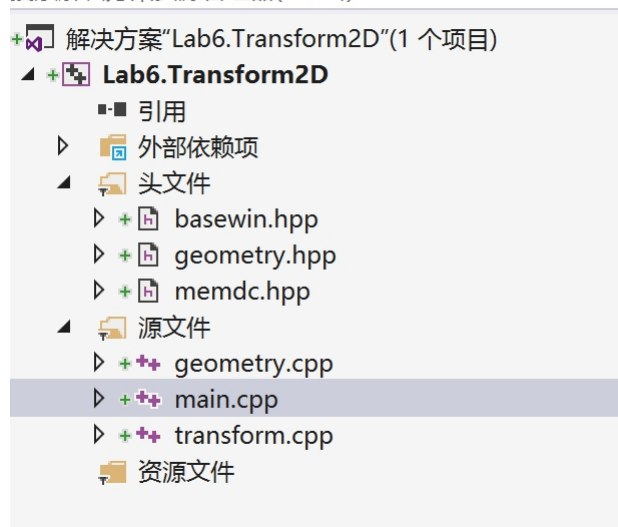 解决方案"Lab6.Transform2D"(1 个项目)
Lab6.Transform2D
引用
外部依赖项
头文件
basewin.hpp
geometry.hpp
memdc.hpp
源文件
geometry.cpp
main.cpp
transform.cpp
资源文件